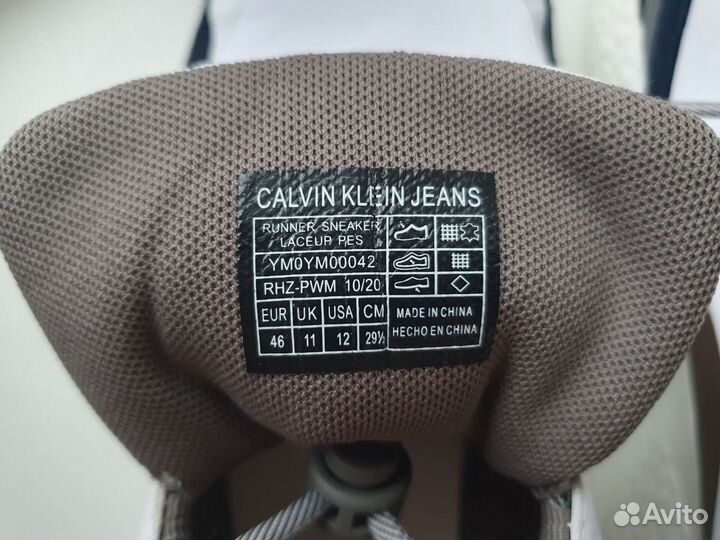 CALVIN KLEIN JEANS
RUNNER SNEAKER
LACEUP PES
YM0YM00042
RHZ-PWM 10/20
EUR UK USA CM
46 11 12 29½
MADE IN CHINA
HECHO EN CHINA
Avito